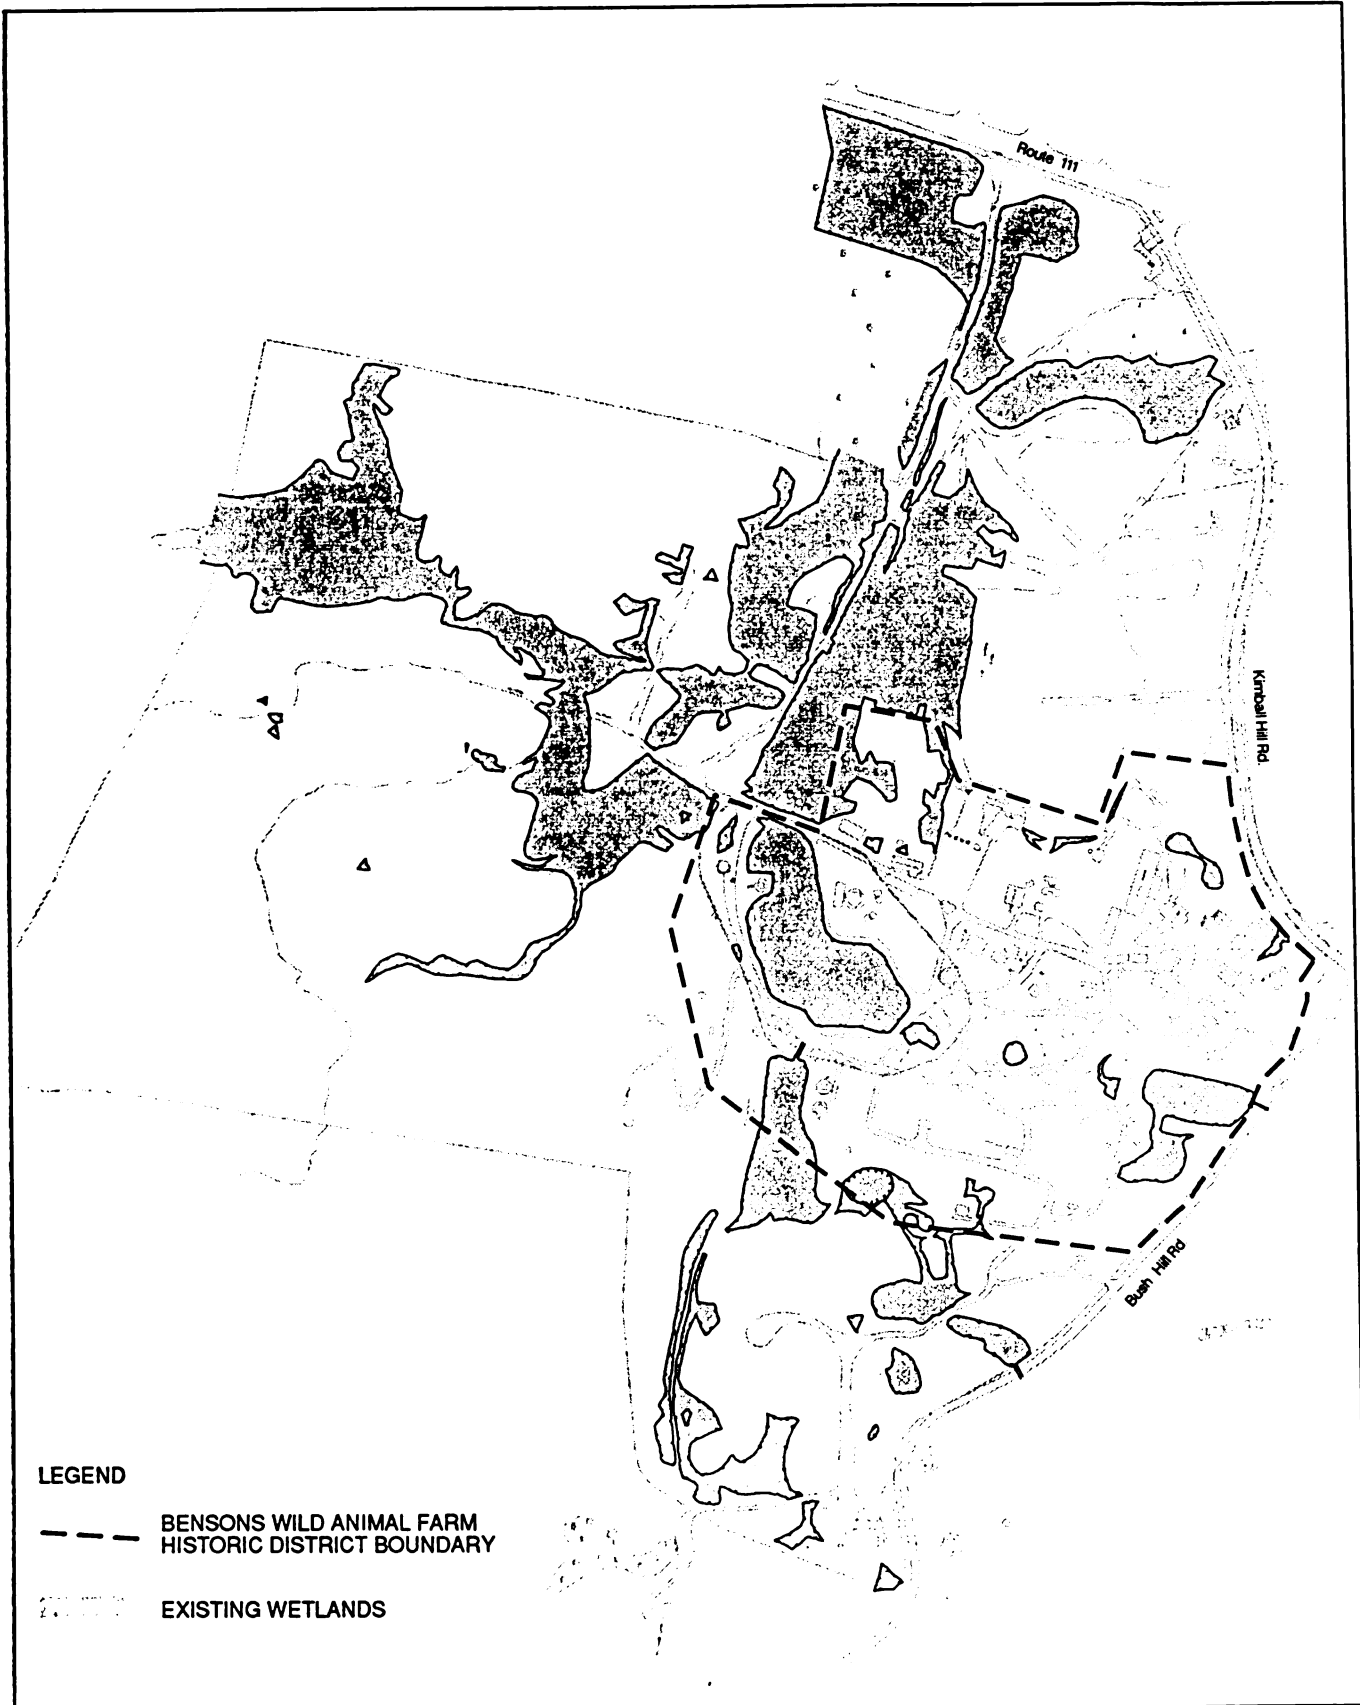 Route 111
Kimball Hill Rd
Bush Hill Rd
LEGEND
BENSONS WILD ANIMAL FARM
HISTORIC DISTRICT BOUNDARY
EXISTING WETLANDS